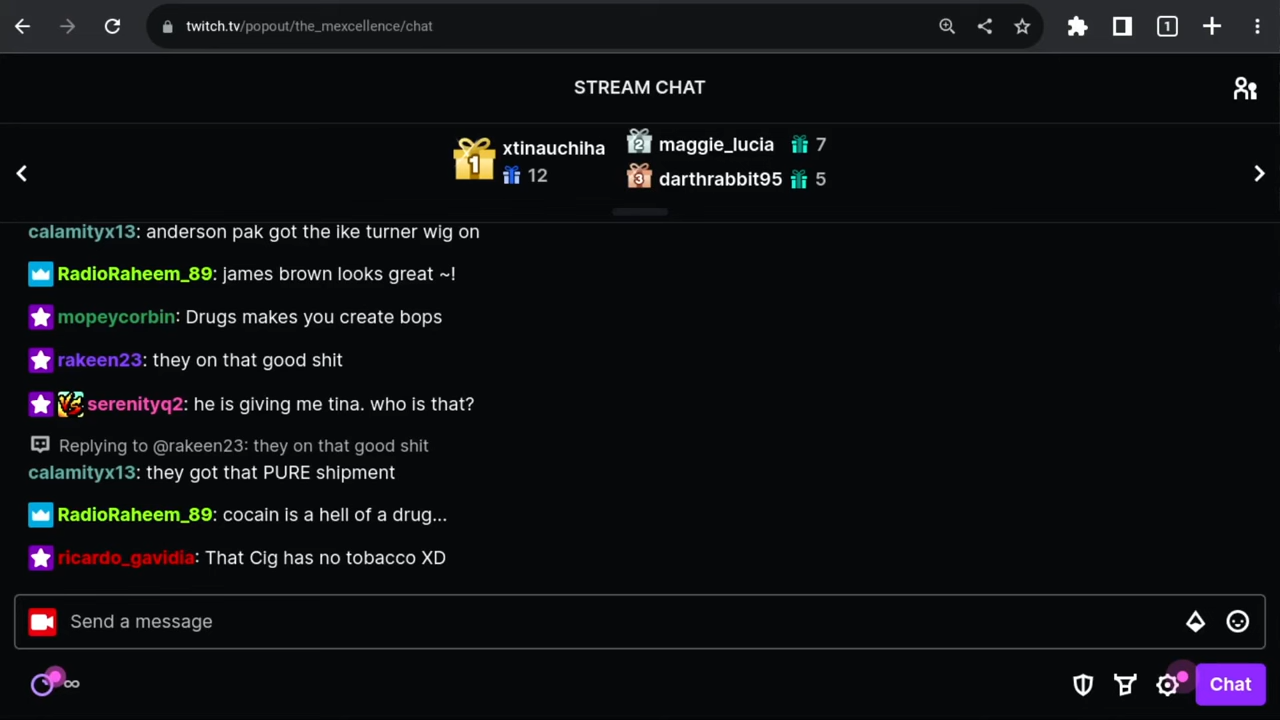 twitch.tv/popout/the_mexcellence/chat
1
STREAM CHAT
1
xtinauchiha
12
2
maggie_lucia
7
3
darthrabbit95
5
calamityx13: anderson pak got the ike turner wig on
RadioRaheem_89: james brown looks great ~!
mopeycorbin: Drugs makes you create bops
rakeen23: they on that good shit
serenityq2: he is giving me tina. who is that?
Replying to @rakeen23: they on that good shit
calamityx13: they got that PURE shipment
RadioRaheem_89: cocain is a hell of a drug...
ricardo_gavidia: That Cig has no tobacco XD
Send a message
∞
Chat